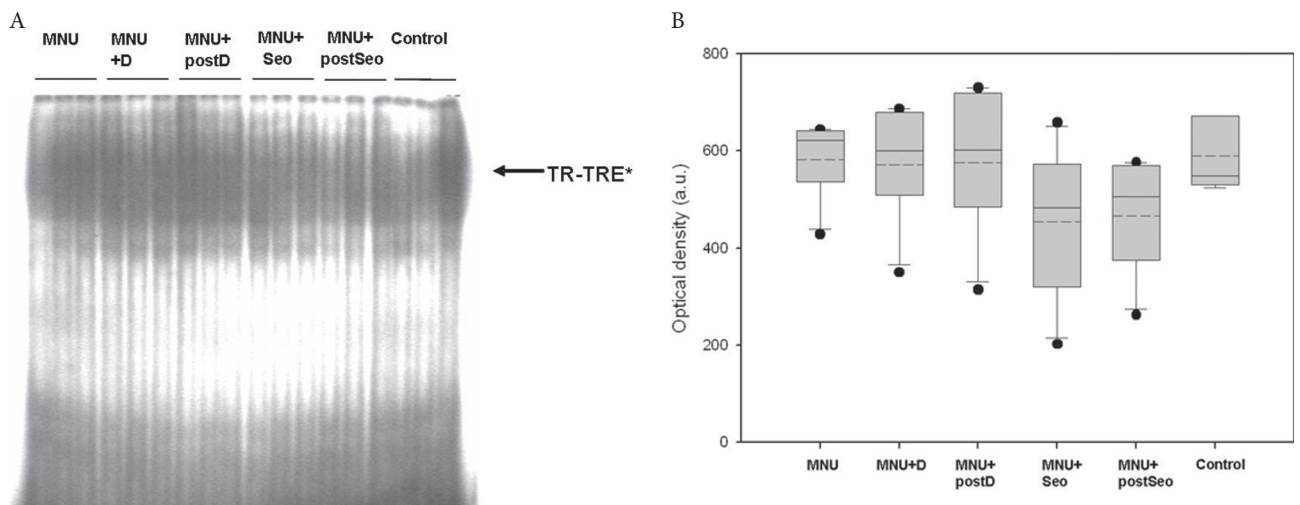 A
MNU
MNU
+D
MNU+
postD
MNU+
Seo
MNU+
postSeo
Control
TR-TRE*
B
Optical density (a.u.)
800
600
400
200
0
MNU
MNU+D
MNU+
postD
MNU+
Seo
MNU+
postSeo
Control